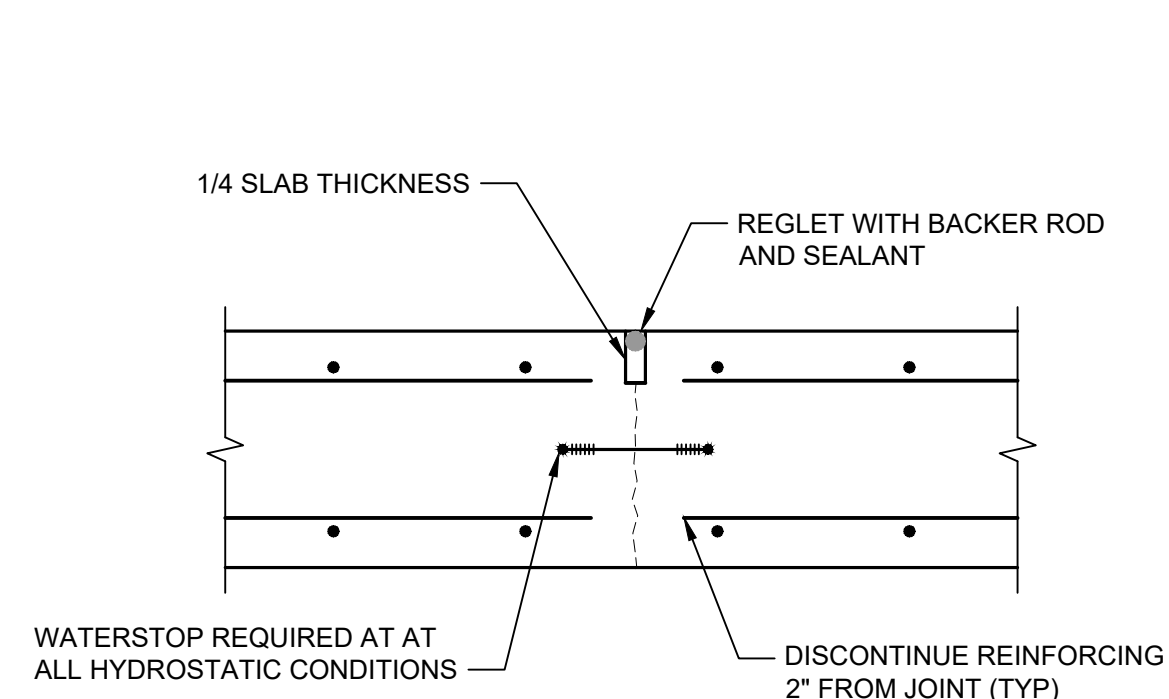 1/4 SLAB THICKNESS
REGLET WITH BACKER ROD
AND SEALANT
WATERSTOP REQUIRED AT AT
ALL HYDROSTATIC CONDITIONS
DISCONTINUE REINFORCING
2" FROM JOINT (TYP)